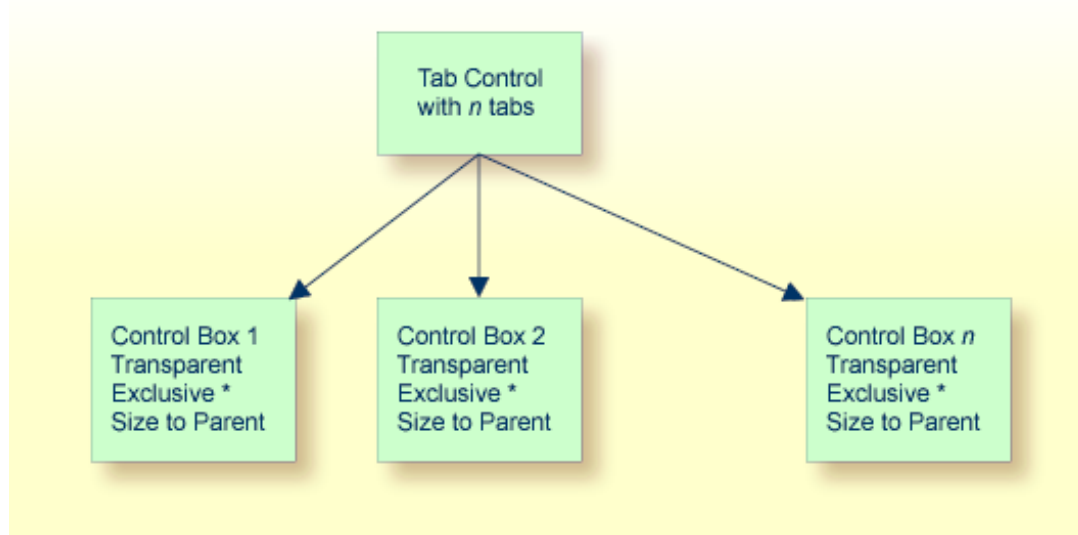 Tab Control
with n tabs
Control Box 1
Transparent
Exclusive *
Size to Parent
Control Box 2
Transparent
Exclusive *
Size to Parent
Control Box n
Transparent
Exclusive *
Size to Parent